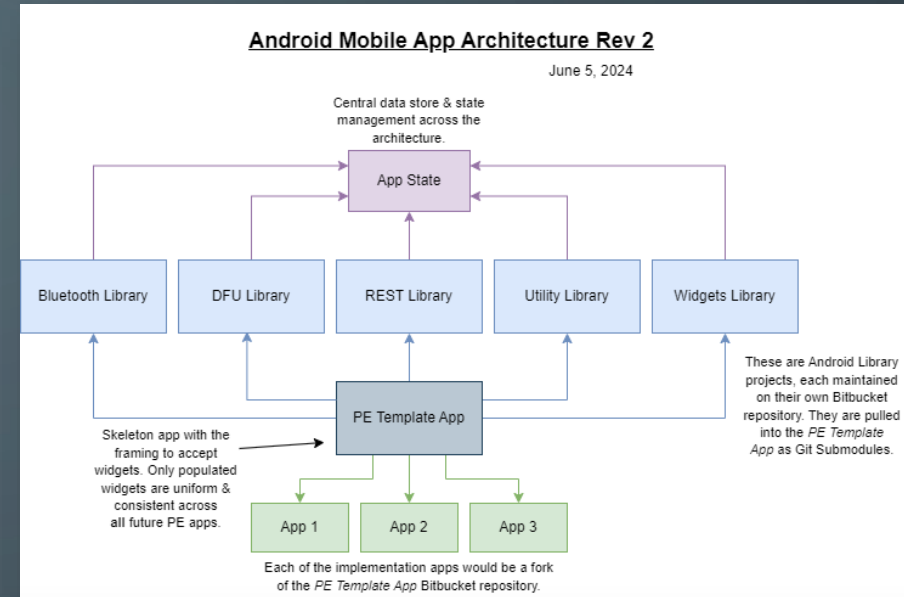 Android Mobile App Architecture Rev 2
June 5, 2024
Central data store & state
management across the
architecture.
App State
Bluetooth Library
DFU Library
REST Library
Utility Library
Widgets Library
These are Android Library
projects, each maintained
on their own Bitbucket
repository. They are pulled
into the PE Template
App as Git Submodules.
PE Template App
Skeleton app with the
framing to accept
widgets. Only populated
widgets are uniform &
consistent across
all future PE apps.
App 1
App 2
App 3
Each of the implementation apps would be a fork
of the PE Template App Bitbucket repository.